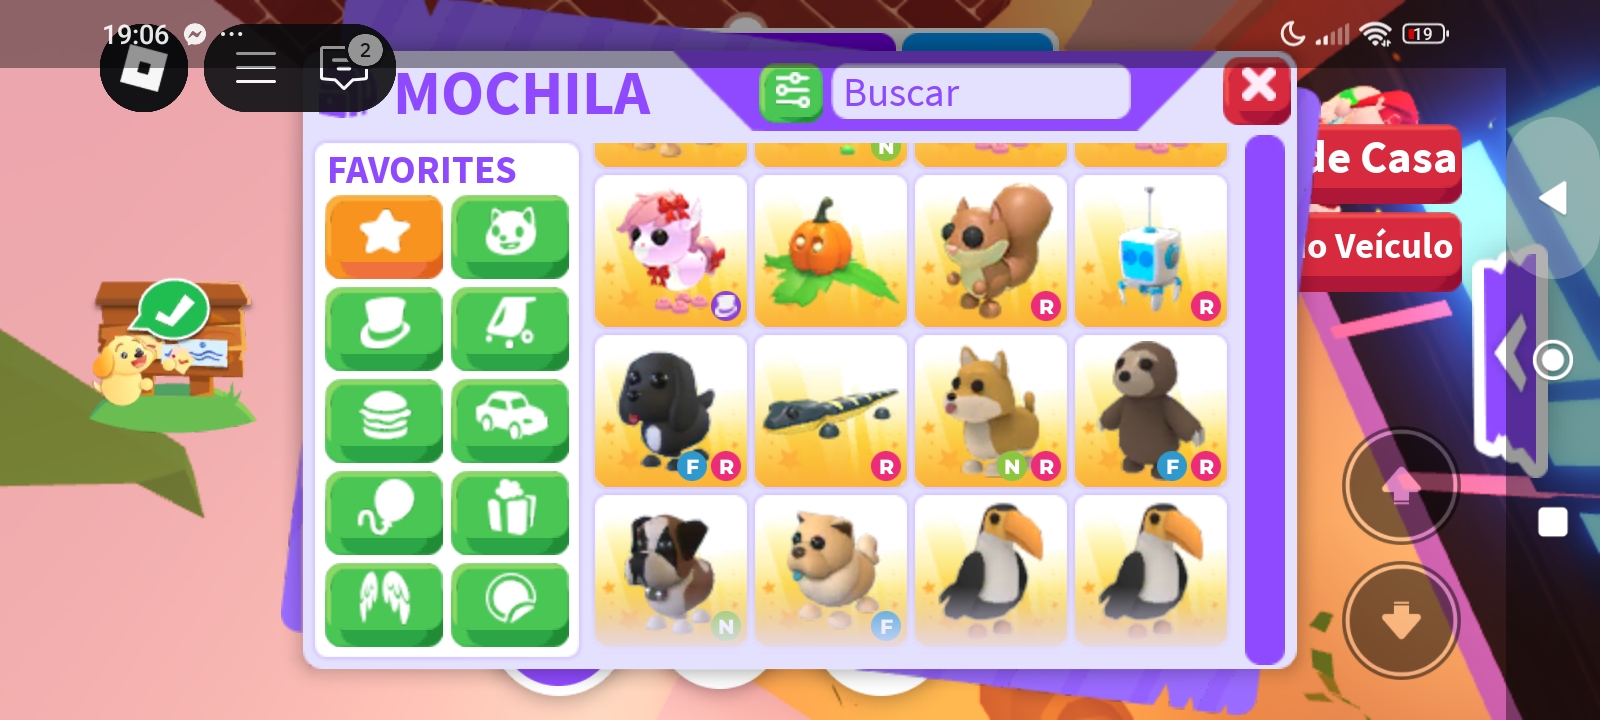 19:06
2
19
MOCHILA
Buscar
FAVORITES
N
R
R
F R
R
N R
F R
N
F
de Casa
o Veículo